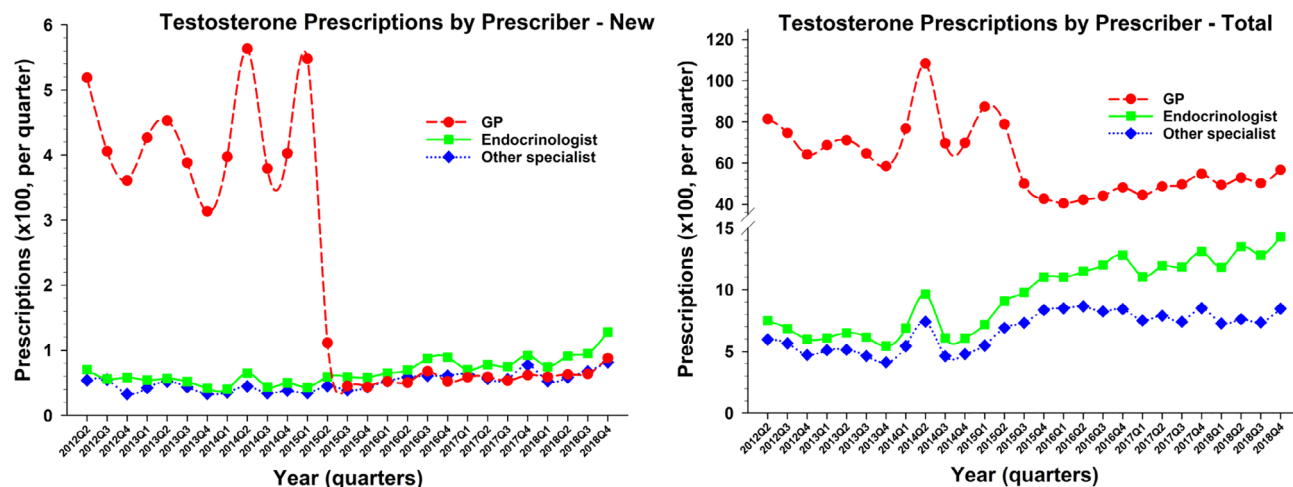 Testosterone Prescriptions by Prescriber - New
Prescriptions (x100, per quarter)
6
5
4
3
2
1
0
GP
Endocrinologist
Other specialist
2012Q2
2012Q3
2012Q4
2013Q1
2013Q2
2013Q3
2013Q4
2014Q1
2014Q2
2014Q3
2014Q4
2015Q1
2015Q2
2015Q3
2015Q4
2016Q1
2016Q2
2016Q3
2016Q4
2017Q1
2017Q2
2017Q3
2017Q4
2018Q1
2018Q2
2018Q3
2018Q4
Year (quarters)
Testosterone Prescriptions by Prescriber - Total
Prescriptions (x100, per quarter)
120
100
80
60
40
15
10
5
0
GP
Endocrinologist
Other specialist
2012Q2
2012Q3
2012Q4
2013Q1
2013Q2
2013Q3
2013Q4
2014Q1
2014Q2
2014Q3
2014Q4
2015Q1
2015Q2
2015Q3
2015Q4
2016Q1
2016Q2
2016Q3
2016Q4
2017Q1
2017Q2
2017Q3
2017Q4
2018Q1
2018Q2
2018Q3
2018Q4
Year (quarters)